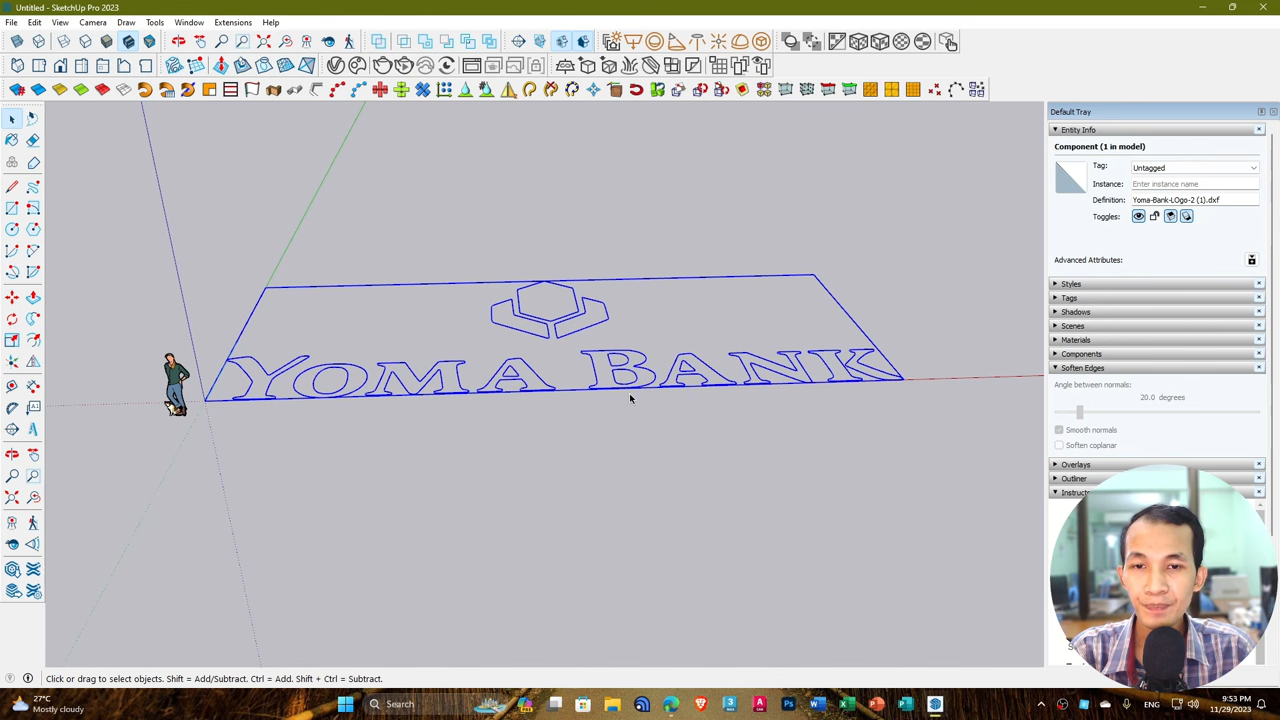 Untitled - SketchUp Pro 2023
File Edit View Camera Draw Tools Window Extensions Help
Default Tray
Entity Info
Component (1 in model)
Tag: Untagged
Instance: Enter instance name
Definition: Yoma-Bank-LOgo-2 (1).dxf
Toggles:
Advanced Attributes:
Styles
Tags
Shadows
Scenes
Materials
Components
Soften Edges
Angle between normals:
20.0 degrees
Smooth normals
Soften coplanar
Overlays
Outliner
YOMA BANK
Click or drag to select objects. Shift = Add/Subtract. Ctrl = Add. Shift + Ctrl = Subtract.
27°C
Mostly cloudy
Search
9:53 PM
11/29/2023